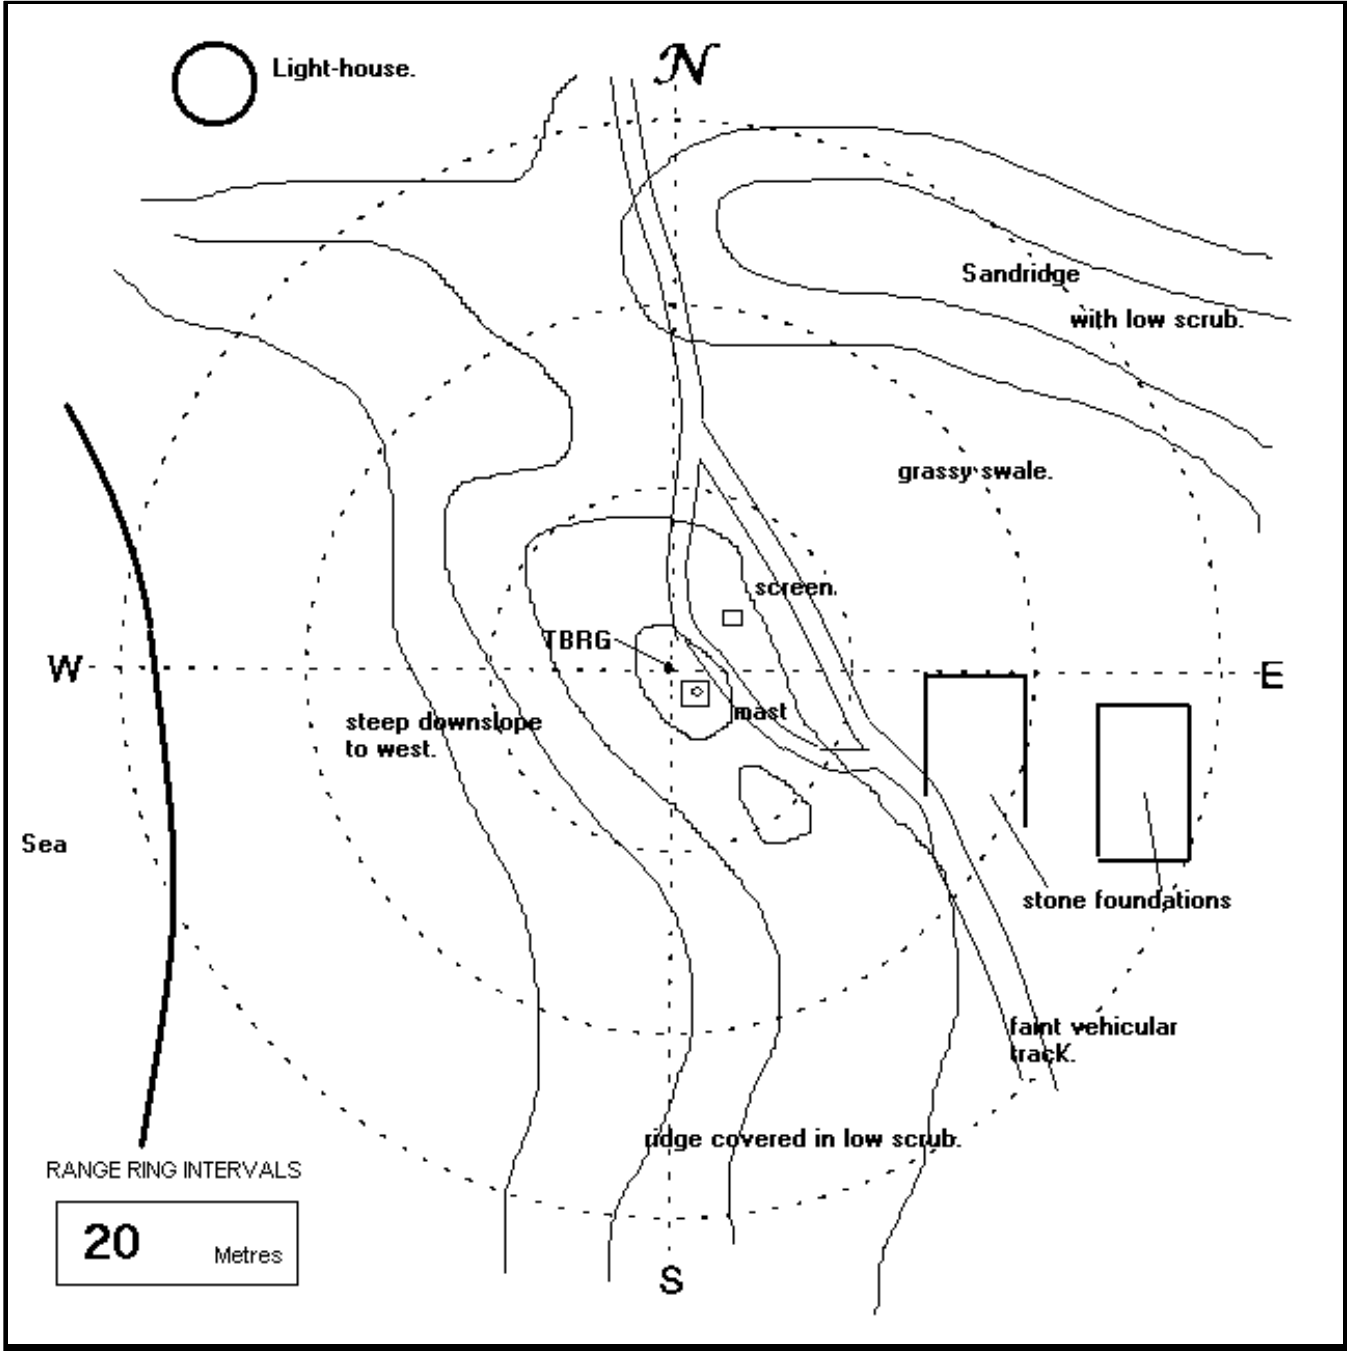 Light-house.
N
Sandridge
with low scrub.
grassy swale.
screen.
TBRG
W
E
mast
steep downslope
to west.
Sea
stone foundations
faint vehicular
tracK.
ridge covered in low scrub.
RANGE RING INTERVALS
20 Metres
S